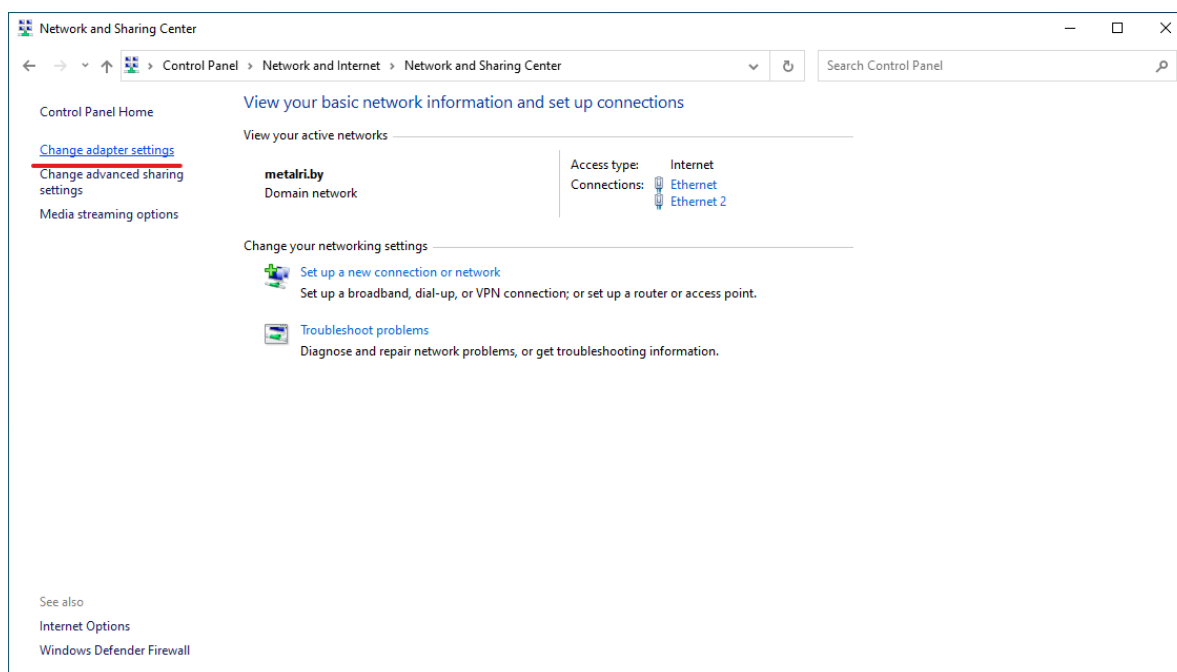 Network and Sharing Center
Control Panel › Network and Internet › Network and Sharing Center
Search Control Panel
Control Panel Home
Change adapter settings
Change advanced sharing
settings
Media streaming options
See also
Internet Options
Windows Defender Firewall
View your basic network information and set up connections
View your active networks
metalri.by
Domain network
Access type: Internet
Connections: Ethernet
Ethernet 2
Change your networking settings
Set up a new connection or network
Set up a broadband, dial-up, or VPN connection; or set up a router or access point.
Troubleshoot problems
Diagnose and repair network problems, or get troubleshooting information.